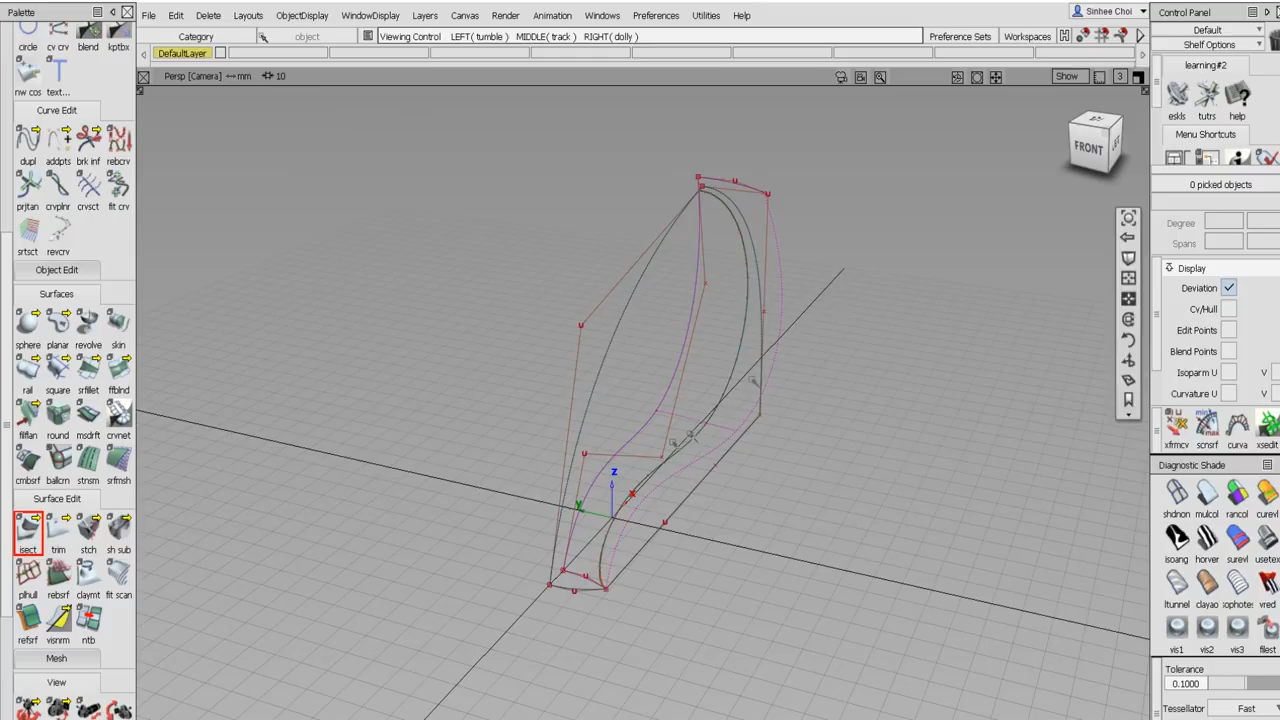 Palette
File Edit Delete Layouts ObjectDisplay WindowDisplay Layers Canvas Render Animation Windows Preferences Utilities Help
Sinhee Choi
Control Panel
Category
object
Viewing Control LEFT( tumble ) MIDDLE( track ) RIGHT( dolly )
Preference Sets
Workspaces
Default
Shelf Options
DefaultLayer
Persp [Camera] mm 10
Show
3
circle cv crv blend kptbx
nw cos text...
Curve Edit
dupl addpts brk inf rebcrv
prjtan crvplnr crvsct fit crv
srtsct revcrv
Object Edit
Surfaces
sphere planar revolve skin
rail square srfillet ffblnd
filflan round msdrft crvnet
cmbsrf ballcrn strnsm srfmsh
Surface Edit
isect trim stch sh sub
plhull rebsrf claymt fit scan
refsrf visnrm ntb
Mesh
View
FRONT
z
x
u
u
u
u
u
u
u
learning#2
eskls tutrs help
Menu Shortcuts
0 picked objects
Degree
Spans
Display
Deviation
Cv/Hull
Edit Points
Blend Points
Isoparm U V
Curvature U V
xfrmcv scnsrf curva xsedit
Diagnostic Shade
shdnon mulcol rancol curevl
isoang horver surevl usetex
ltunnel clayao vred
vis1 vis2 vis3 filest
Tolerance
0.1000
Tessellator Fast